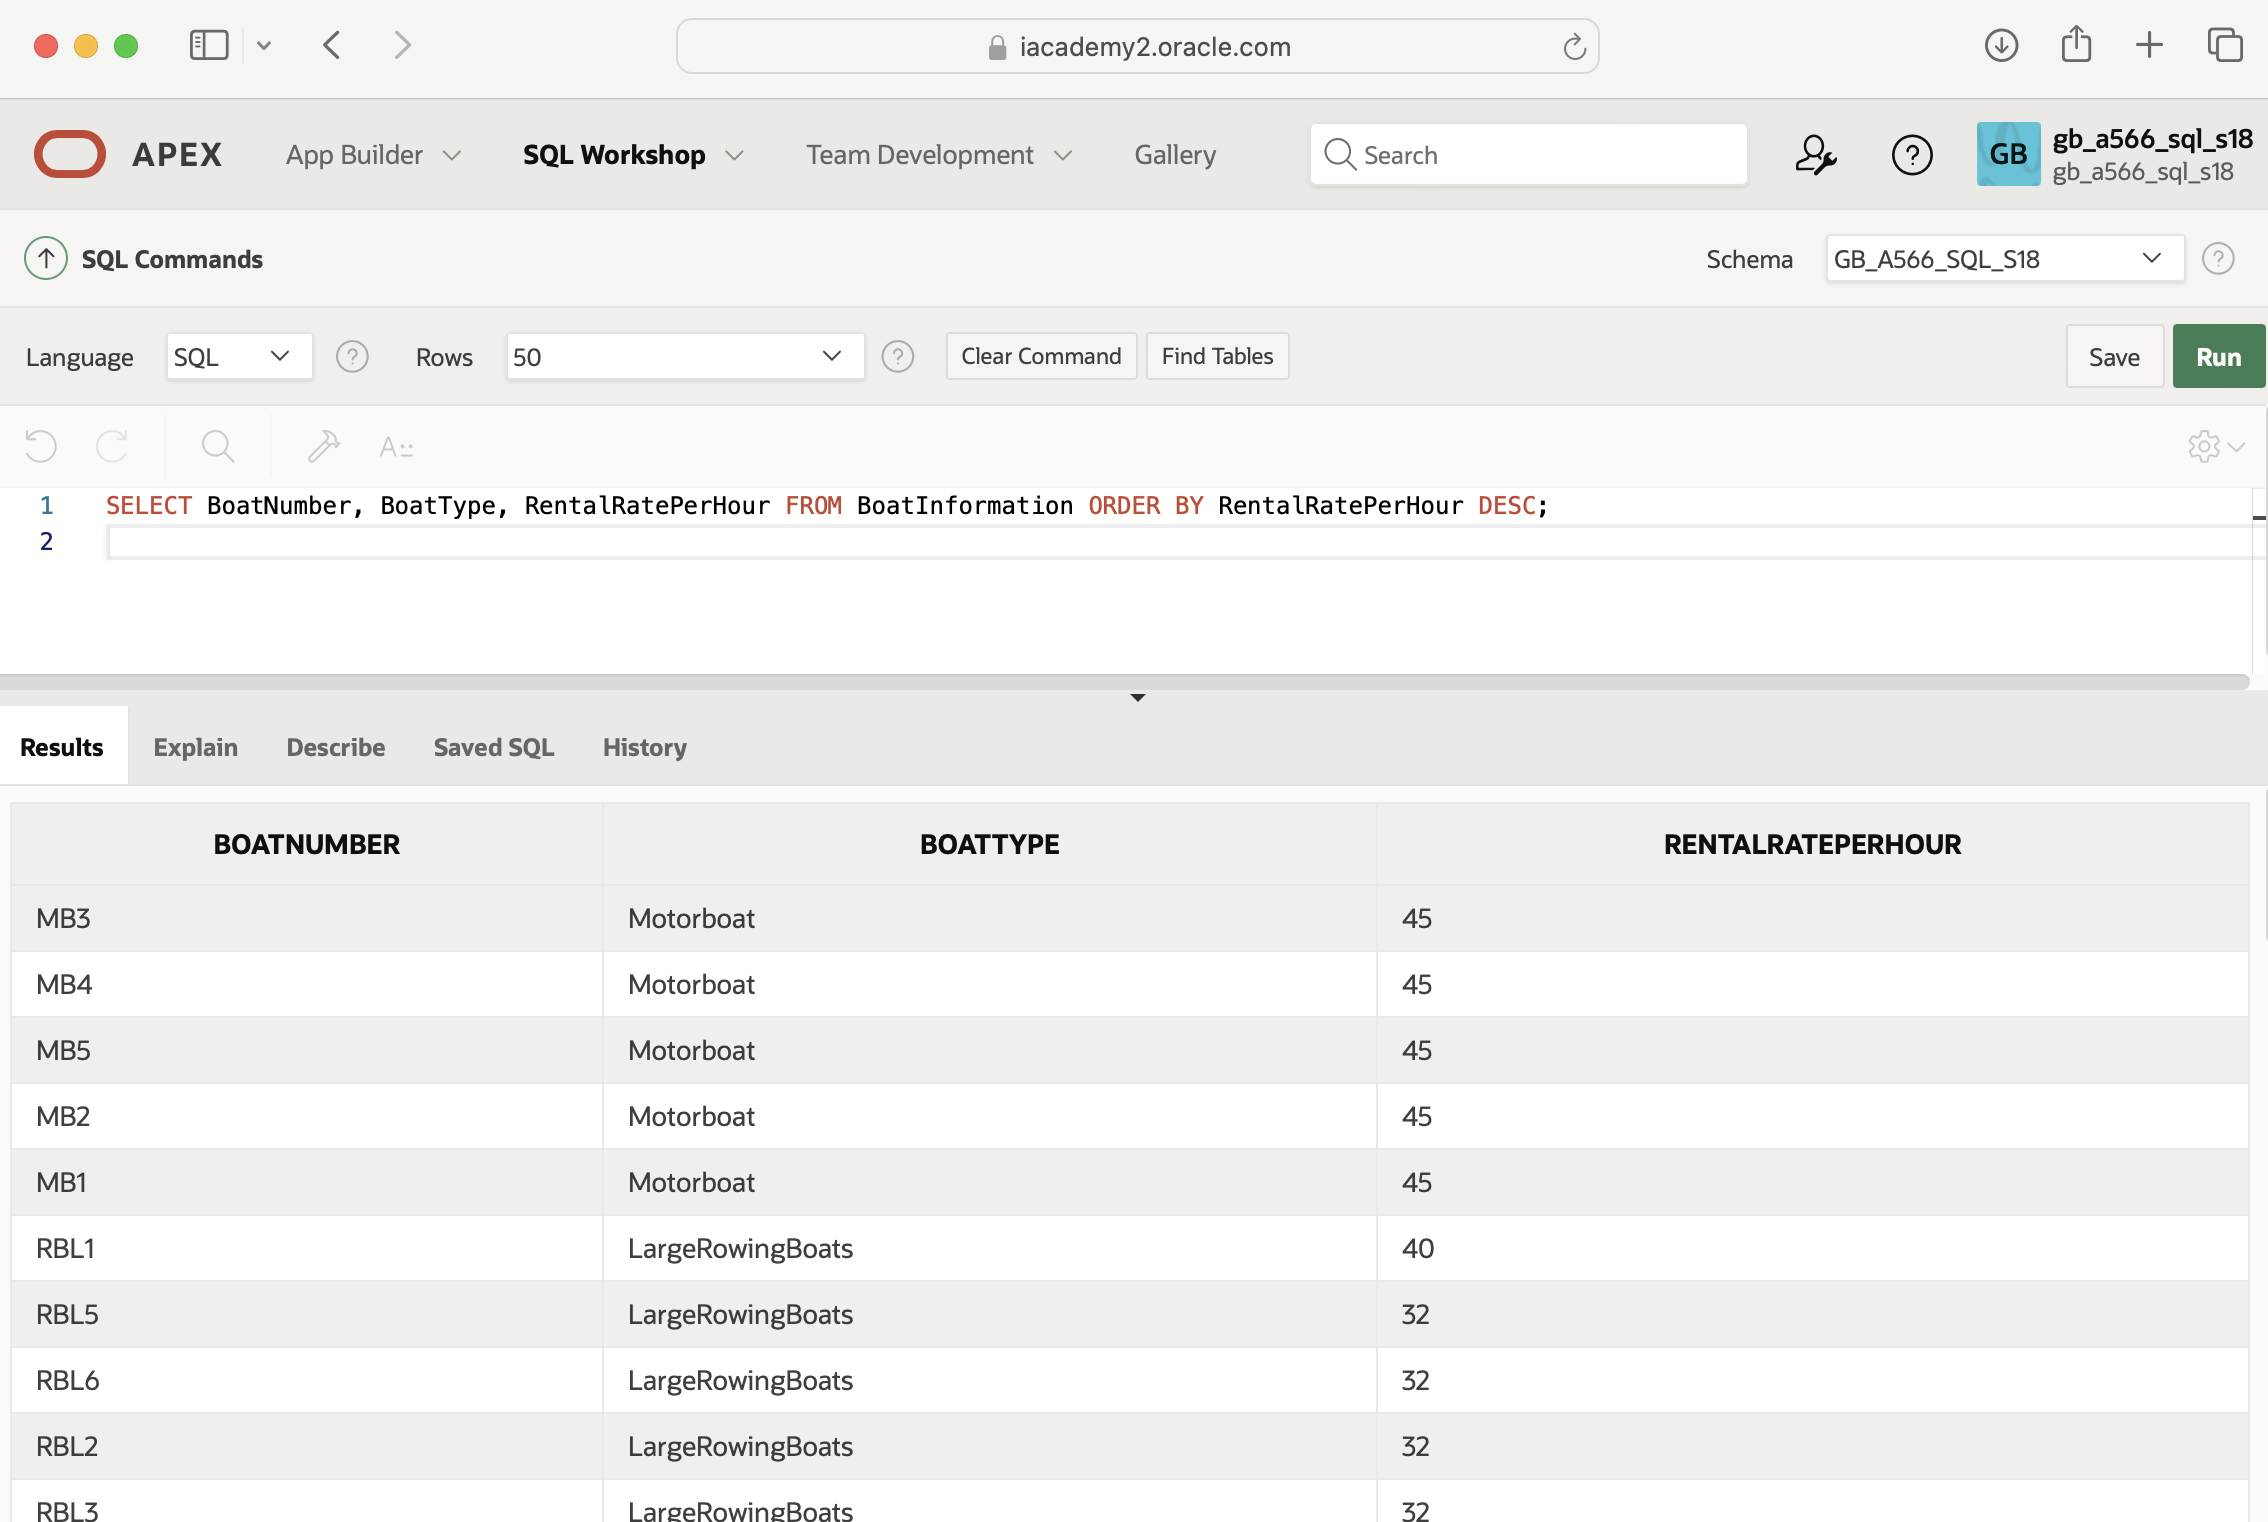 iacademy2.oracle.com
APEX App Builder SQL Workshop Team Development Gallery Search GB gb_a566_sql_s18
gb_a566_sql_s18
SQL Commands Schema GB_A566_SQL_S18
Language SQL Rows 50 Clear Command Find Tables Save Run
1 SELECT BoatNumber, BoatType, RentalRatePerHour FROM BoatInformation ORDER BY RentalRatePerHour DESC;
2
Results Explain Describe Saved SQL History
BOATNUMBER BOATTYPE RENTALRATEPERHOUR
MB3 Motorboat 45
MB4 Motorboat 45
MB5 Motorboat 45
MB2 Motorboat 45
MB1 Motorboat 45
RBL1 LargeRowingBoats 40
RBL5 LargeRowingBoats 32
RBL6 LargeRowingBoats 32
RBL2 LargeRowingBoats 32
RBL3 LargeRowingBoats 32